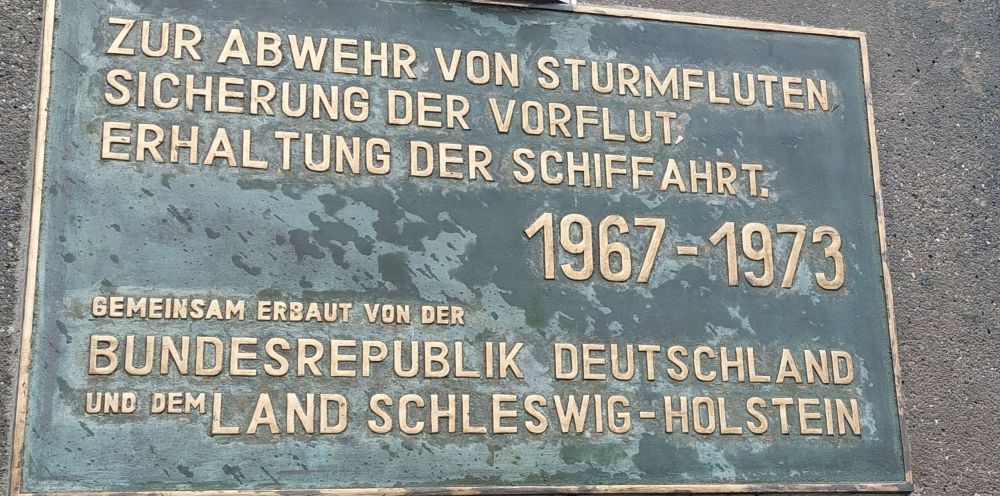 ZUR ABWEHR VON STURMFLUTEN
SICHERUNG DER VORFLUT,
ERHALTUNG DER SCHIFFAHRT.
1967-1973
GEMEINSAM ERBAUT VON DER
BUNDESREPUBLIK DEUTSCHLAND
UND DEM LAND SCHLESWIG-HOLSTEIN